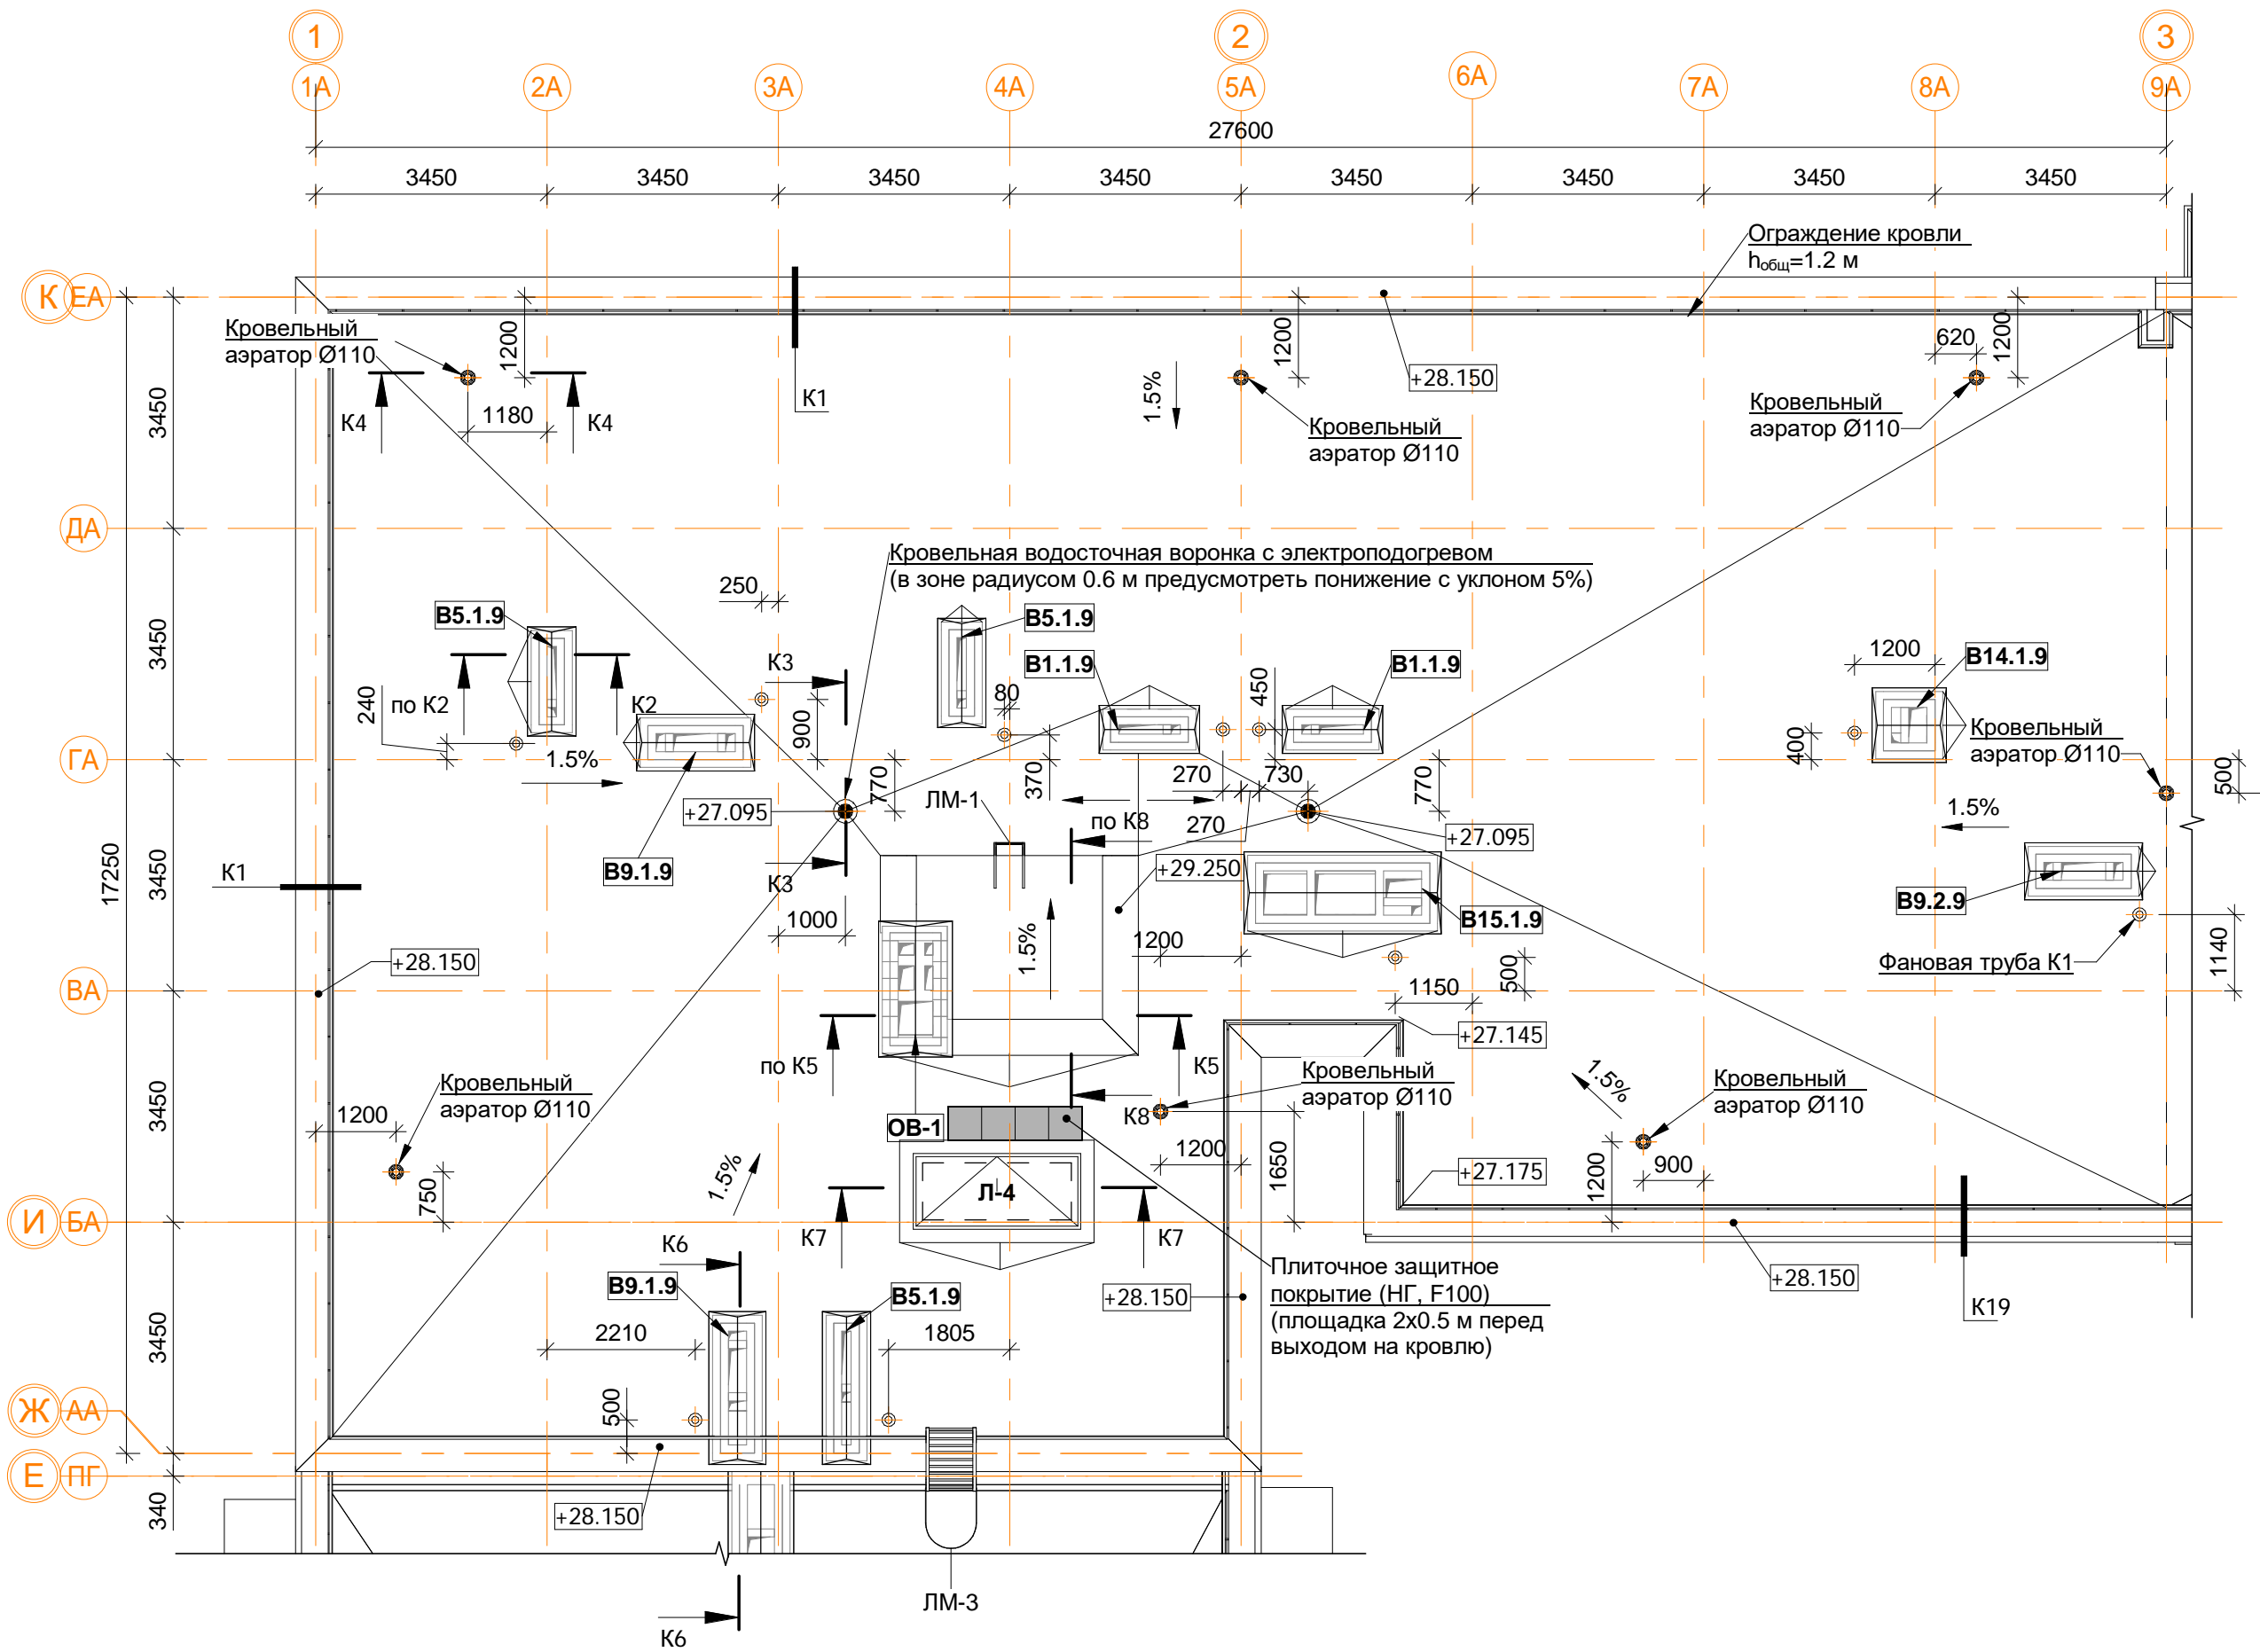 1
2
3
1А
2А
3А
4А
5А
6А
7А
8А
9А
27600
3450
3450
3450
3450
3450
3450
3450
3450
Ограждение кровли
hобщ=1.2 м
К
ЕА
Кровельный
аэратор Ø110
1200
1200
620
1200
+28.150
К4
К4
1180
К1
1.5%
Кровельный
аэратор Ø110
Кровельный
аэратор Ø110
3450
ДА
Кровельная водосточная воронка с электроподогревом
(в зоне радиусом 0.6 м предусмотреть понижение с уклоном 5%)
250
В5.1.9
В5.1.9
В1.1.9
В1.1.9
1200
В14.1.9
3450
240
по К2
К2
К3
900
80
450
400
Кровельный
аэратор Ø110
ГА
1.5%
770
370
270
730
770
500
+27.095
ЛМ-1
по К8
270
+27.095
1.5%
17250
3450
К1
В9.1.9
К3
+29.250
В9.2.9
В15.1.9
1000
1.5%
1200
1140
+28.150
Фановая труба К1
500
ВА
1150
+27.145
по К5
К5
Кровельный
аэратор Ø110
Кровельный
аэратор Ø110
1.5%
Кровельный
аэратор Ø110
3450
1200
ОВ-1
К8
1200
1650
750
1.5%
Л-4
1200
900
+27.175
И
БА
К6
К7
К7
Плиточное защитное
покрытие (НГ, F100)
(площадка 2х0.5 м перед
выходом на кровлю)
+28.150
+28.150
К19
В9.1.9
В5.1.9
3450
2210
1805
500
Ж
АА
Е
ПГ
340
+28.150
ЛМ-3
К6